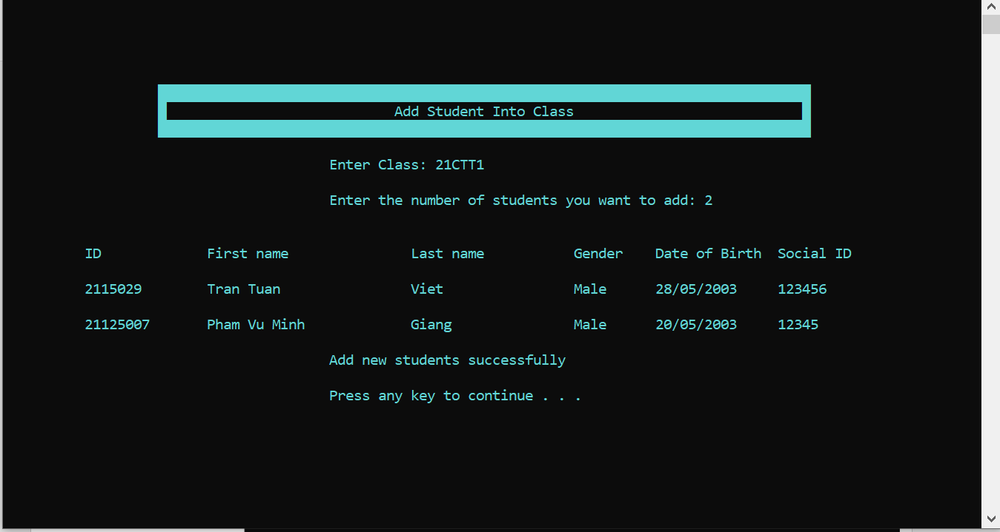 Add Student Into Class
Enter Class: 21CTT1
Enter the number of students you want to add: 2
ID First name Last name Gender Date of Birth Social ID
2115029 Tran Tuan Viet Male 28/05/2003 123456
21125007 Pham Vu Minh Giang Male 20/05/2003 12345
Add new students successfully
Press any key to continue . . .